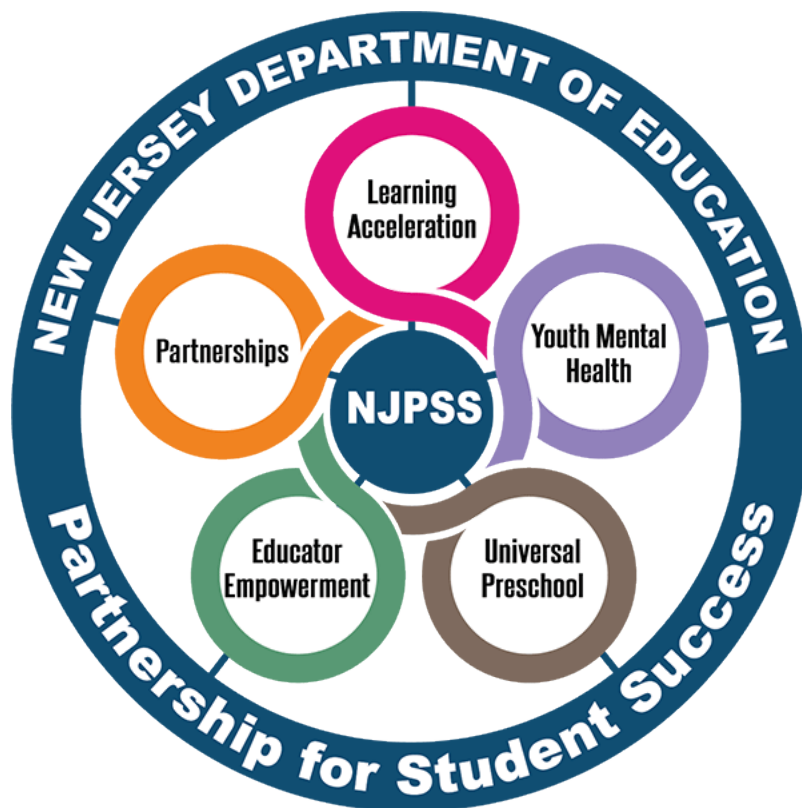 NEW JERSEY DEPARTMENT OF EDUCATION
Learning
Acceleration
Partnerships
Youth Mental
Health
NJPSS
Educator
Empowerment
Universal
Preschool
Partnership for Student Success